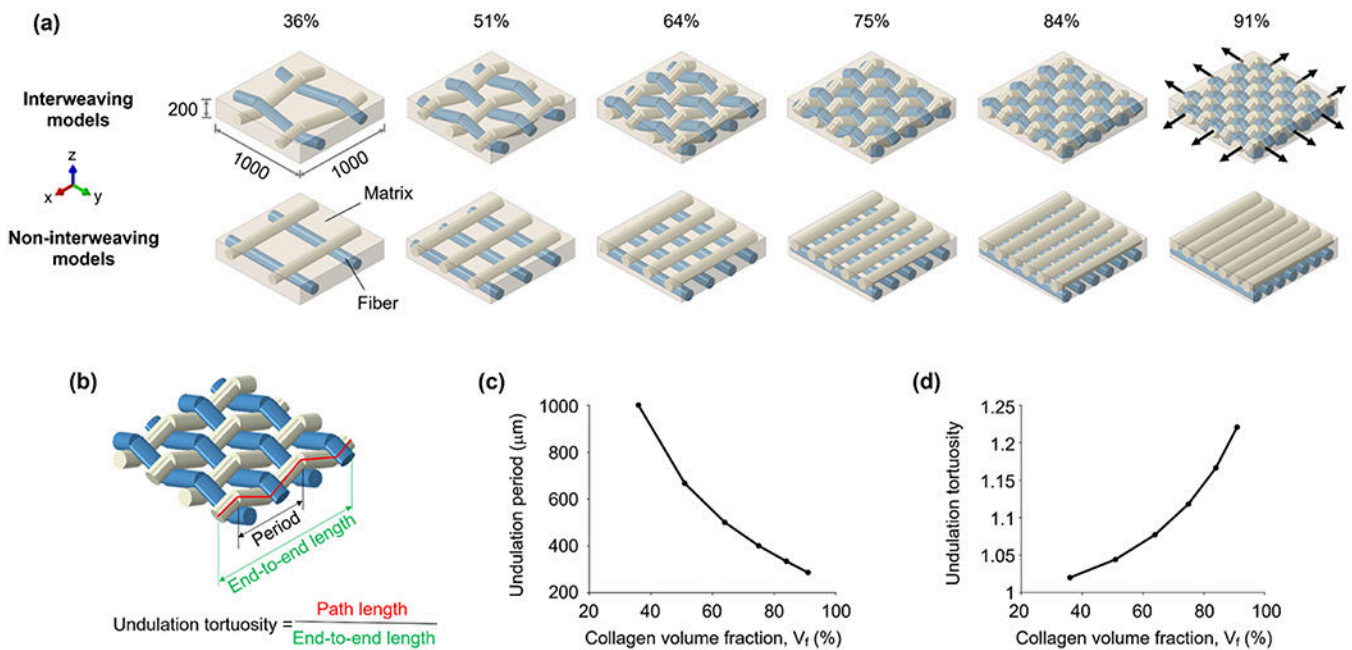 (a)
36%
51%
64%
75%
84%
91%
Interweaving
models
200
1000
1000
z
x
y
Non-interweaving
models
Matrix
Fiber
(b)
Period
End-to-end length
Undulation tortuosity =
Path length
End-to-end length
(c)
Undulation period (μm)
1000
800
600
400
200
20
40
60
80
100
Collagen volume fraction, Vf (%)
(d)
Undulation tortuosity
1.25
1.2
1.15
1.1
1.05
1
20
40
60
80
100
Collagen volume fraction, Vf (%)